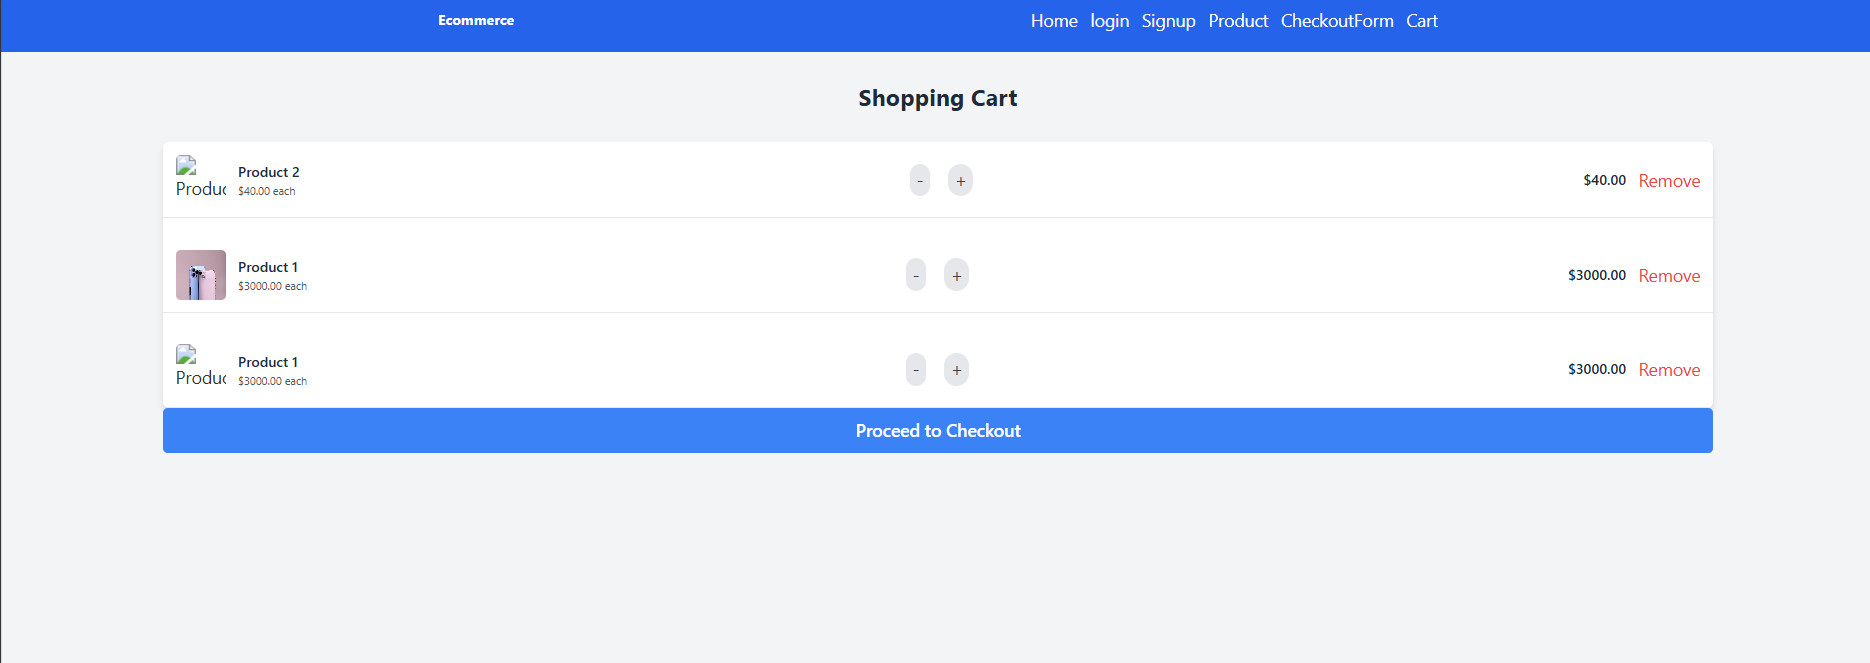 Ecommerce Home login Signup Product CheckoutForm Cart
Shopping Cart
Product 2
$40.00 each
Produc
- + $40.00 Remove
Product 1
$3000.00 each
- + $3000.00 Remove
Product 1
$3000.00 each
Produc
- + $3000.00 Remove
Proceed to Checkout